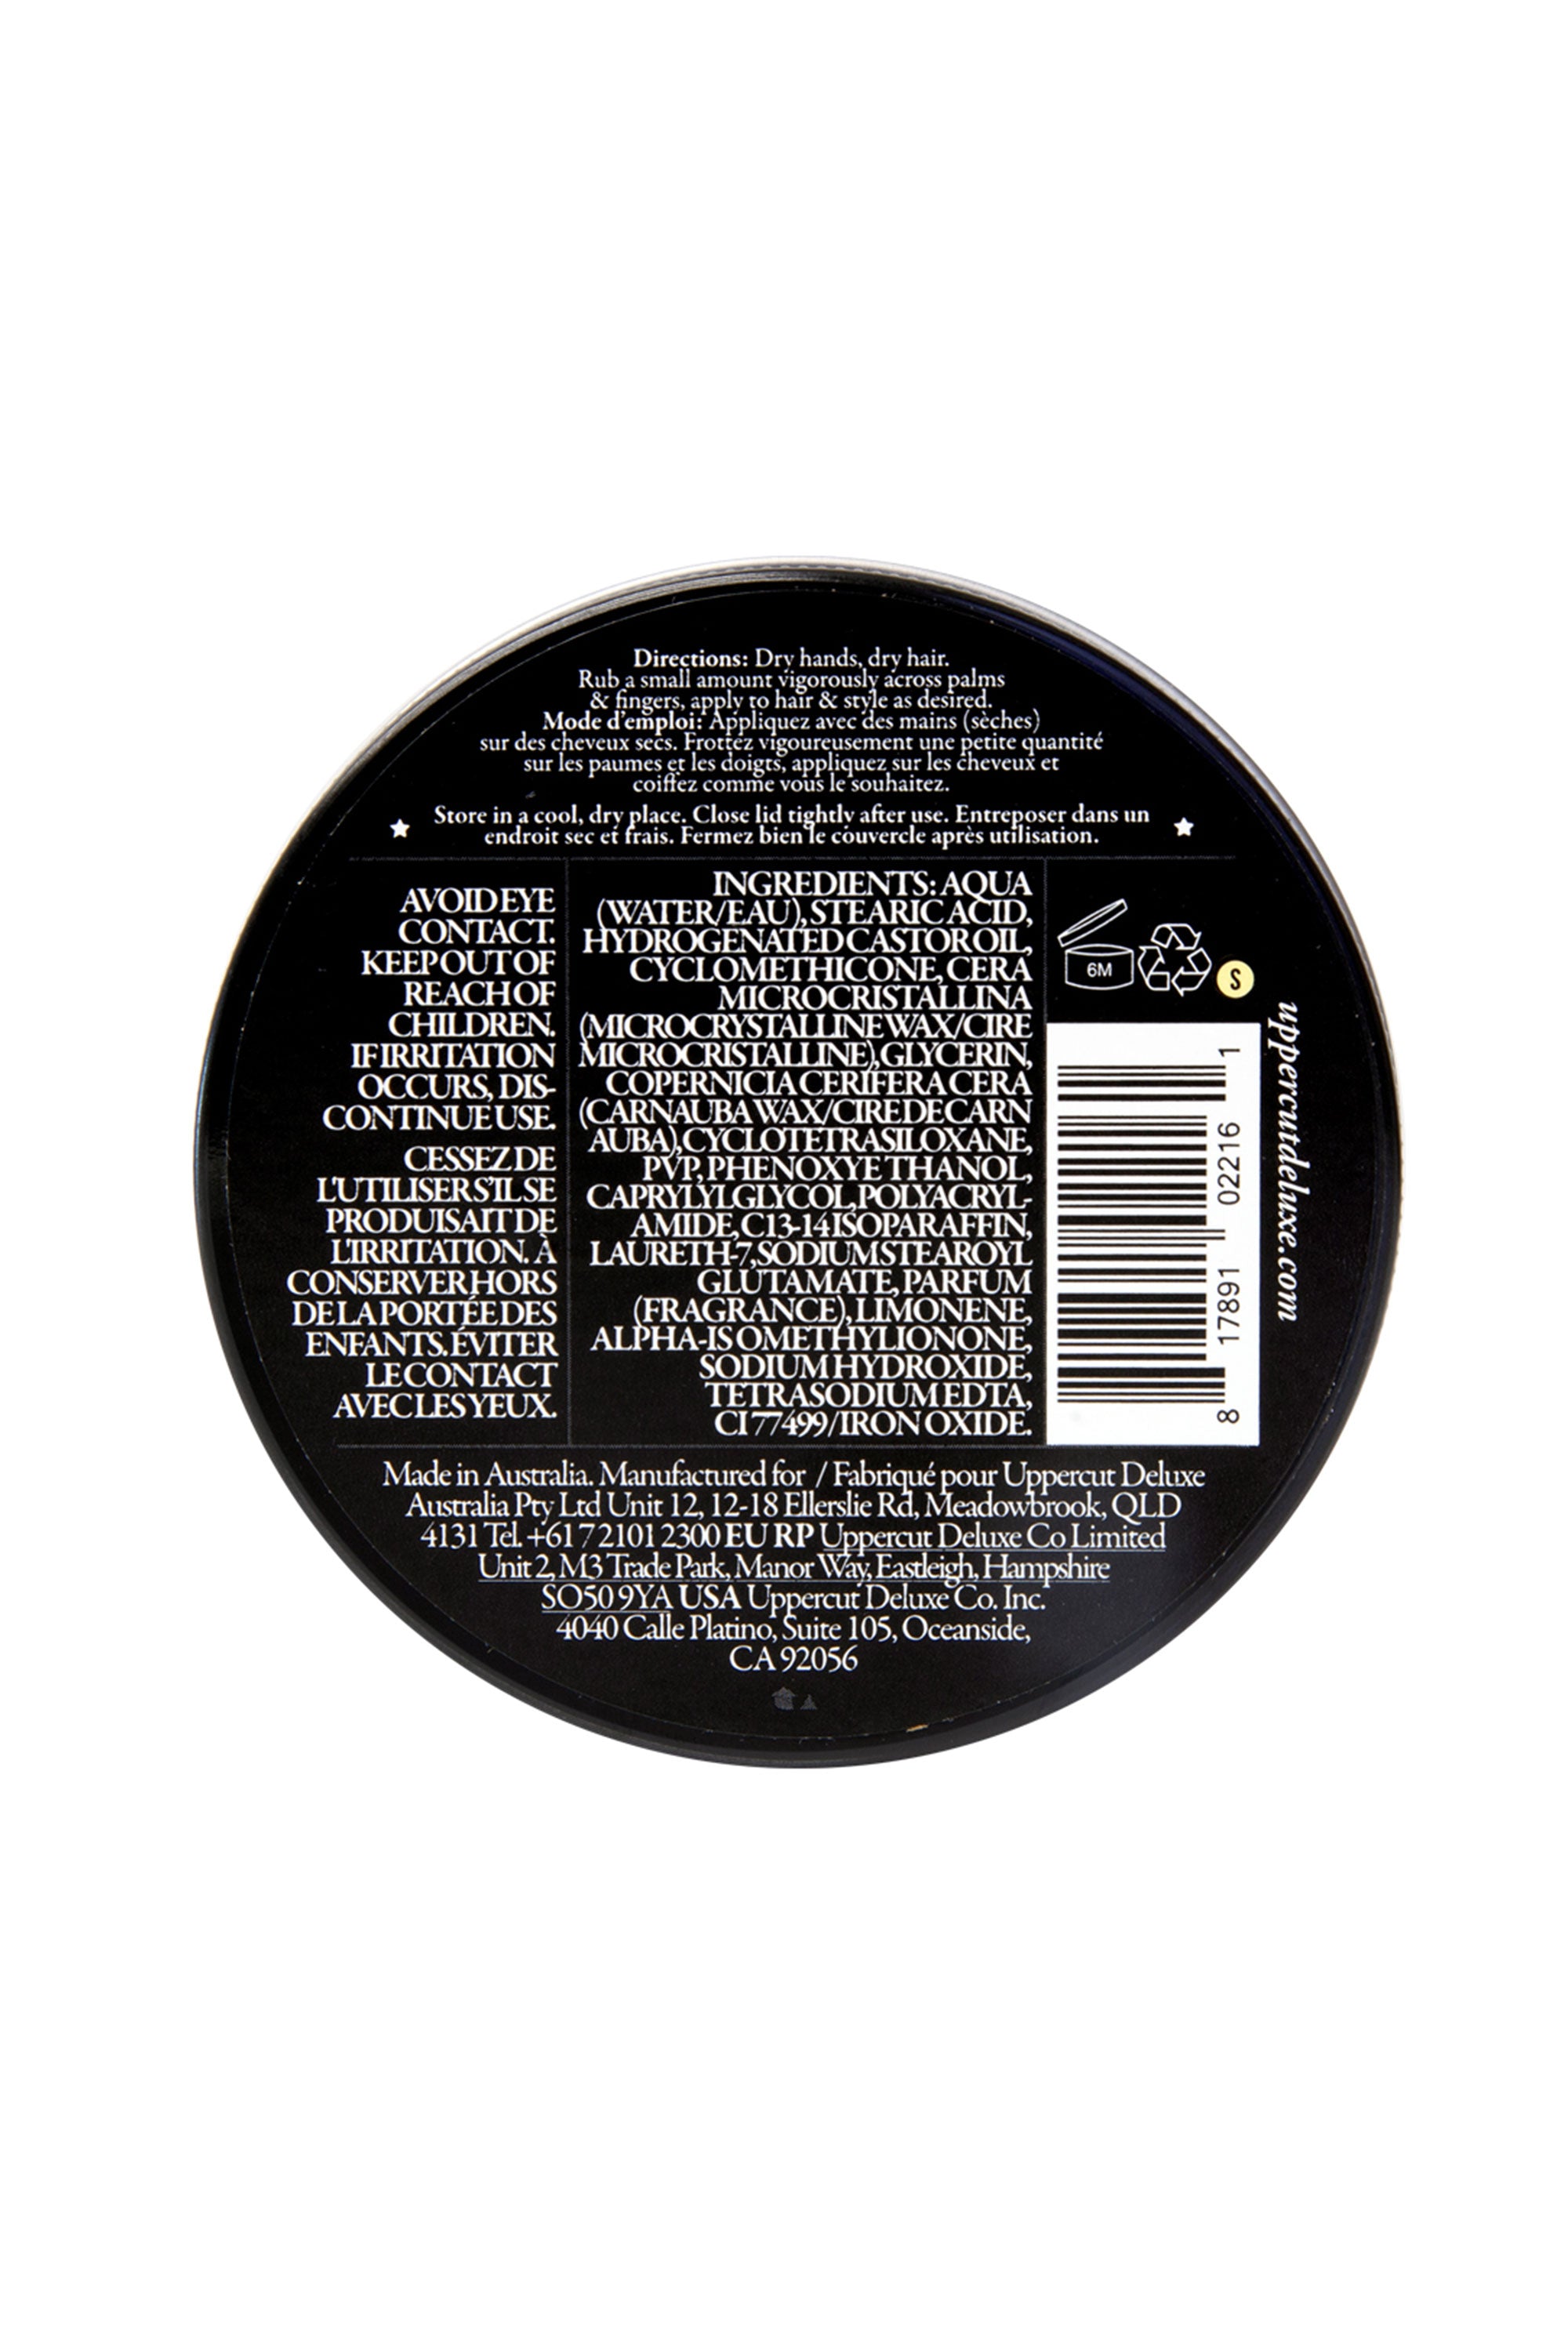 Directions: Dry hands, dry hair.
Rub a small amount vigorously across palms
& fingers, apply to hair & style as desired.
Mode d'emploi: Appliquez avec des mains (sèches)
sur des cheveux secs. Frottez vigoureusement une petite quantité
sur les paumes et les doigts, appliquez sur les cheveux et
coiffez comme vous le souhaitez.
Store in a cool, dry place. Close lid tightly after use. Entreposer dans un
endroit sec et frais. Fermez bien le couvercle après utilisation.
AVOID EYE
CONTACT.
KEEP OUT OF
REACH OF
CHILDREN.
IF IRRITATION
OCCURS, DIS-
CONTINUE USE.
CESSEZ DE
L'UTILISER S'IL SE
PRODUISAIT DE
L'IRRITATION. À
CONSERVER HORS
DE LA PORTÉE DES
ENFANTS. ÉVITER
LE CONTACT
AVEC LES YEUX.
INGREDIENTS: AQUA
(WATER/EAU), STEARIC ACID,
HYDROGENATED CASTOR OIL,
CYCLOMETHICONE, CERA
MICROCRISTALLINA
(MICROCRYSTALLINE WAX/CIRE
MICROCRISTALLINE), GLYCERIN,
COPERNICIA CERIFERA CERA
(CARNAUBA WAX/CIRE DE CARN
AUBA), CYCLOTETRASILOXANE,
PVP, PHENOXYETHANOL,
CAPRYLYL GLYCOL, POLYACRYL-
AMIDE, C13-14 ISOPARAFFIN,
LAURETH-7, SODIUM STEAROYL
GLUTAMATE, PARFUM
(FRAGRANCE), LIMONENE,
ALPHA-ISOMETHYL IONONE,
SODIUM HYDROXIDE,
TETRASODIUM EDTA,
CI 77499/IRON OXIDE.
6M
S
8 17891 02216 1
uppercutdeluxe.com
Made in Australia. Manufactured for / Fabriqué pour Uppercut Deluxe
Australia Pty Ltd Unit 12, 12-18 Ellerslie Rd, Meadowbrook, QLD
4131 Tel. +61 7 2101 2300 EU RP Uppercut Deluxe Co Limited
Unit 2, M3 Trade Park, Manor Way, Eastleigh, Hampshire
SO50 9YA USA Uppercut Deluxe Co. Inc.
4040 Calle Platino, Suite 105, Oceanside,
CA 92056